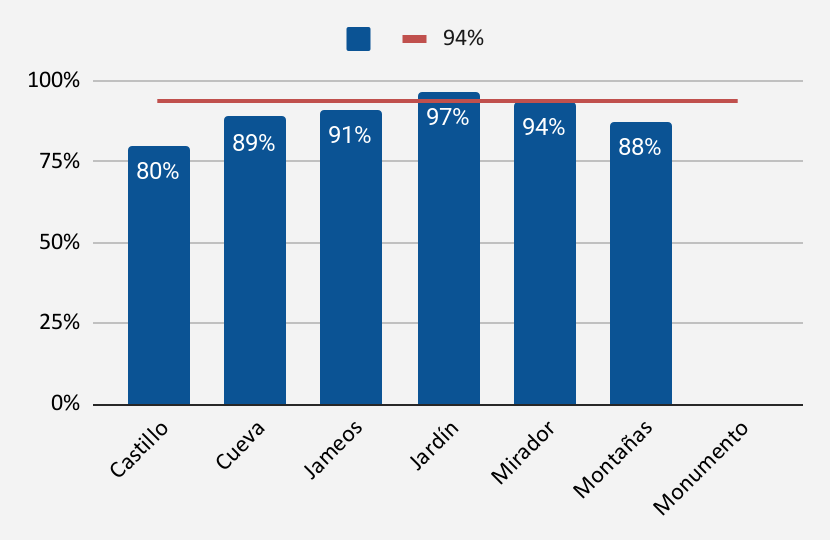 94%
100%
75%
50%
25%
0%
80%
89%
91%
97%
94%
88%
Castillo
Cueva
Jameos
Jardín
Mirador
Montañas
Monumento